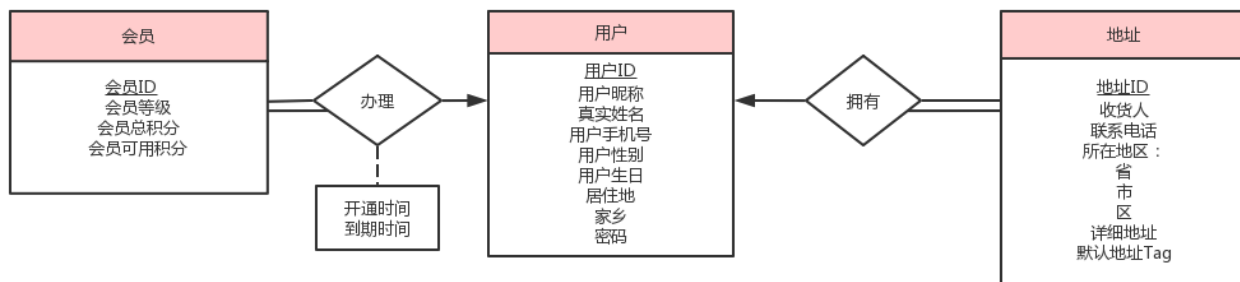 会员
会员ID
会员等级
会员总积分
会员可用积分
办理
开通时间
到期时间
用户
用户ID
用户昵称
真实姓名
用户手机号
用户性别
用户生日
居住地
家乡
密码
拥有
地址
地址ID
收货人
联系电话
所在地区：
省
市
区
详细地址
默认地址Tag